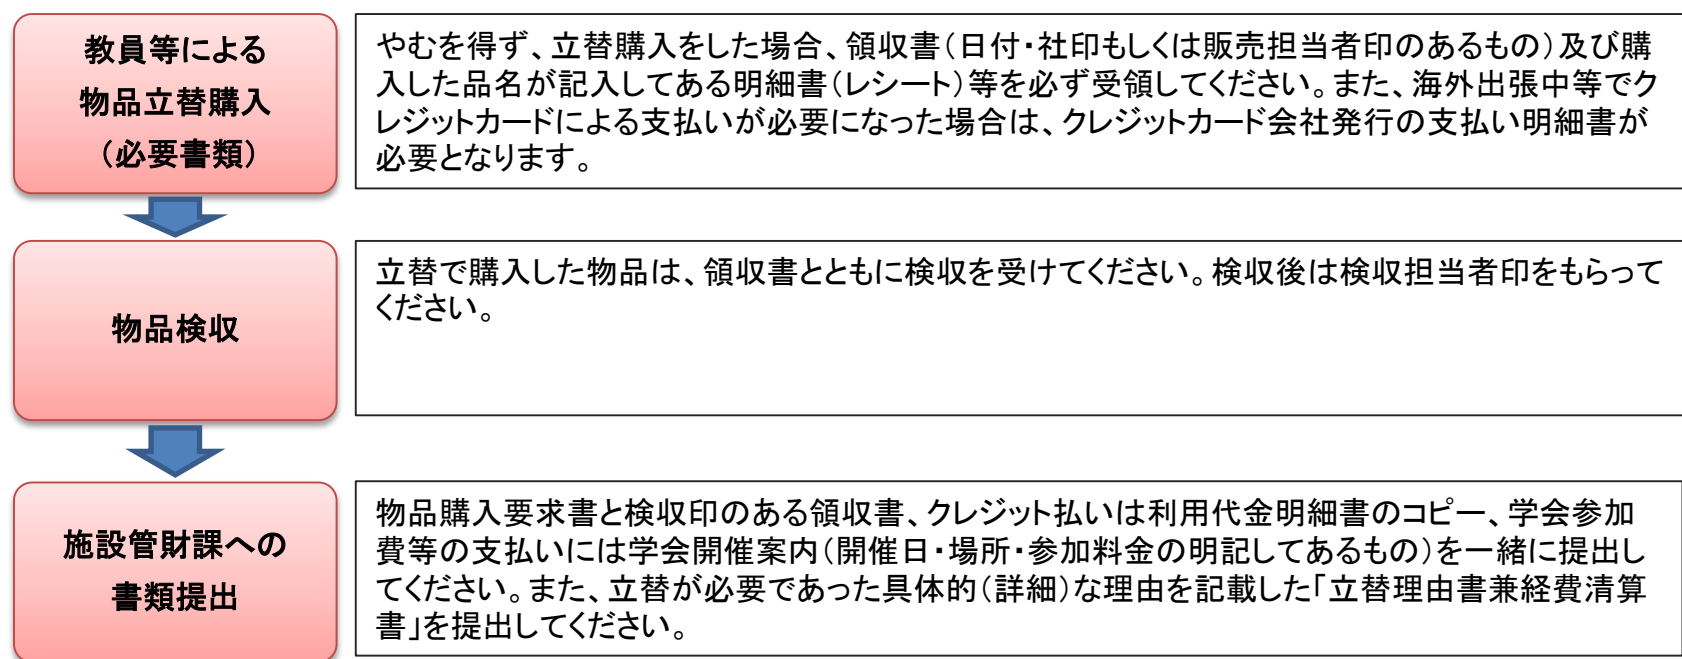 教員等による
物品立替購入
（必要書類）
やむを得ず、立替購入をした場合、領収書（日付・社印もしくは販売担当者印のあるもの）及び購
入した品名が記入してある明細書（レシート）等を必ず受領してください。また、海外出張中等でク
レジットカードによる支払いが必要になった場合は、クレジットカード会社発行の支払い明細書が
必要となります。
物品検収
立替で購入した物品は、領収書とともに検収を受けてください。検収後は検収担当者印をもらって
ください。
施設管財課への
書類提出
物品購入要求書と検収印のある領収書、クレジット払いは利用代金明細書のコピー、学会参加
費等の支払いには学会開催案内（開催日・場所・参加料金の明記してあるもの）を一緒に提出し
てください。また、立替が必要であった具体的（詳細）な理由を記載した「立替理由書兼経費清算
書」を提出してください。